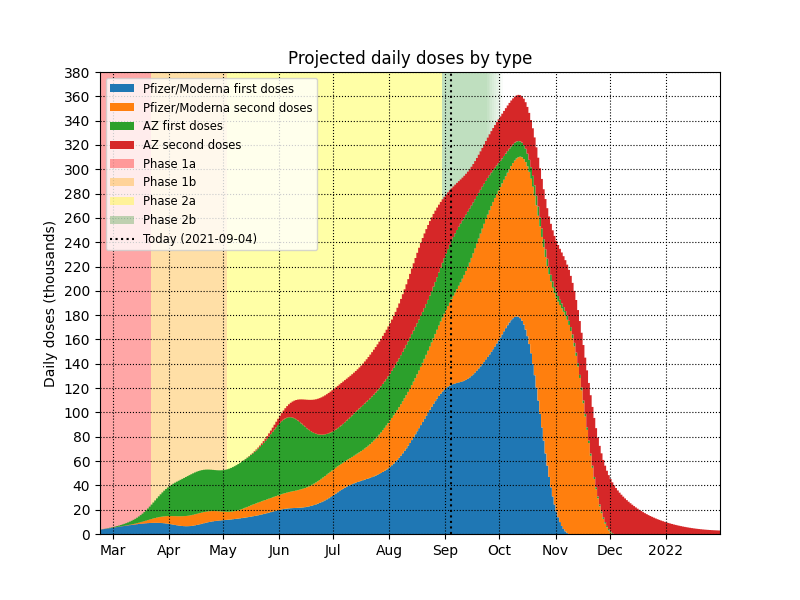 Projected daily doses by type
Daily doses (thousands)
380
360
340
320
300
280
260
240
220
200
180
160
140
120
100
80
60
40
20
0
Pfizer/Moderna first doses
Pfizer/Moderna second doses
AZ first doses
AZ second doses
Phase 1a
Phase 1b
Phase 2a
Phase 2b
Today (2021-09-04)
Mar Apr May Jun Jul Aug Sep Oct Nov Dec 2022